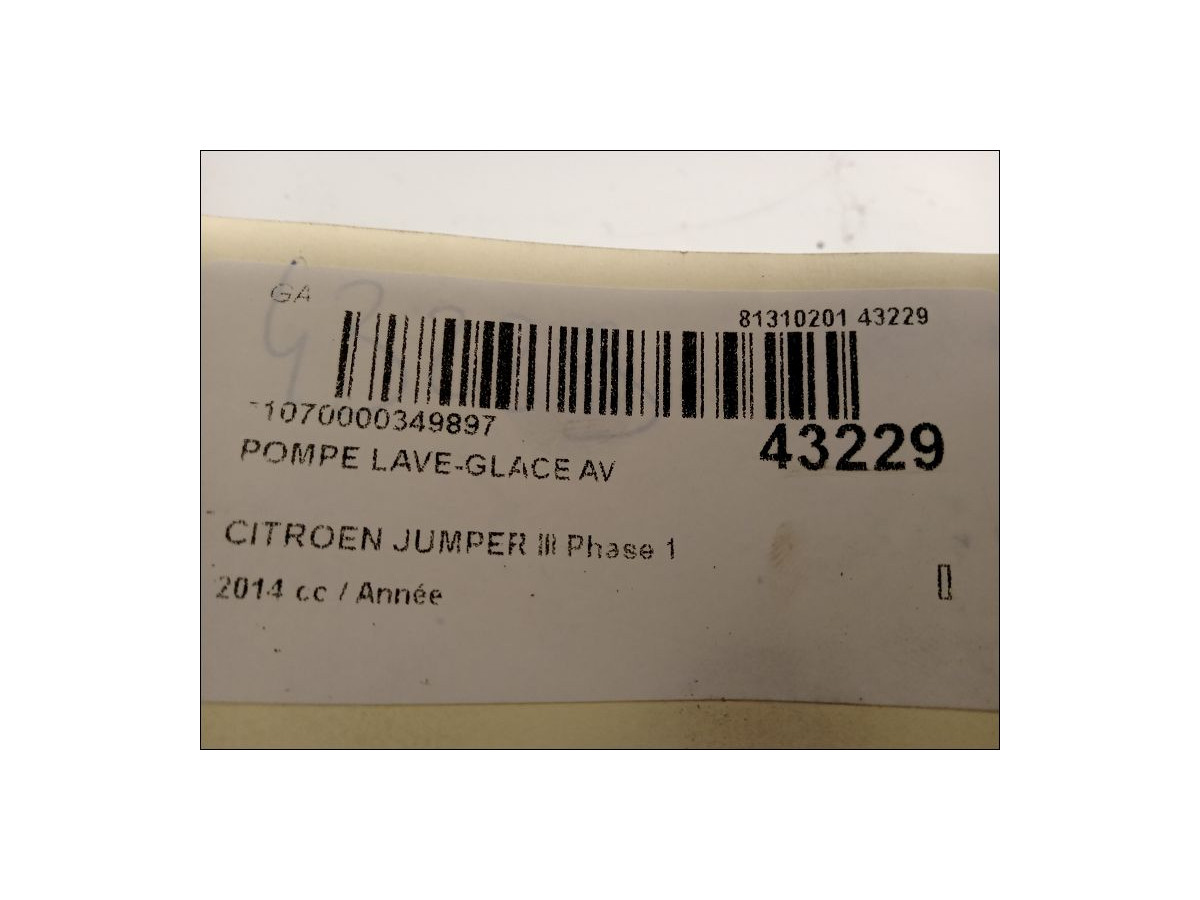 GA
81310201 43229
1070000349897
43229
POMPE LAVE-GLACE AV
CITROEN JUMPER III Phase 1
2014 cc / Année